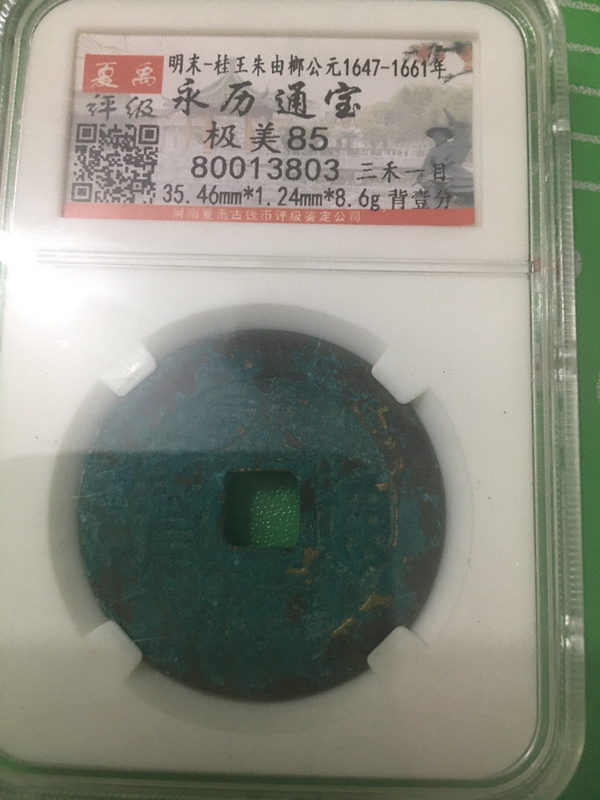 明末-桂王朱由榔公元1647-1661年
夏禹
评级
永历通宝
极美85
80013803 三禾一目
35.46mm*1.24mm*8.6g 背壹分
河南夏禹古钱币评级鉴定公司
通